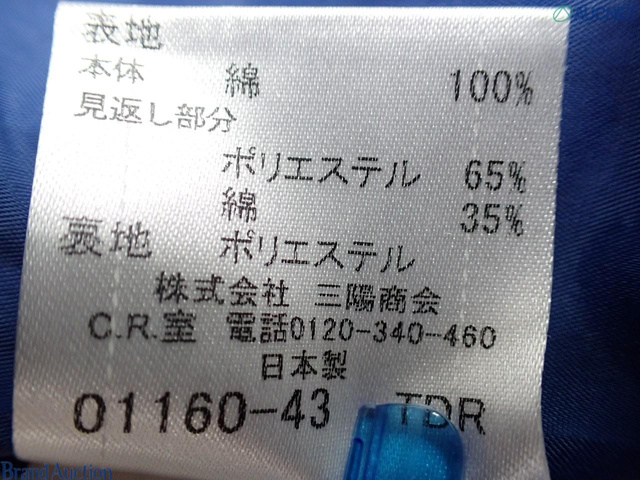 表地
本体 綿 100%
見返し部分
ポリエステル 65%
綿 35%
裏地 ポリエステル
株式会社 三陽商会
C.R.室 電話0120-340-460
日本製
01160-43 TDR
Brand Auction